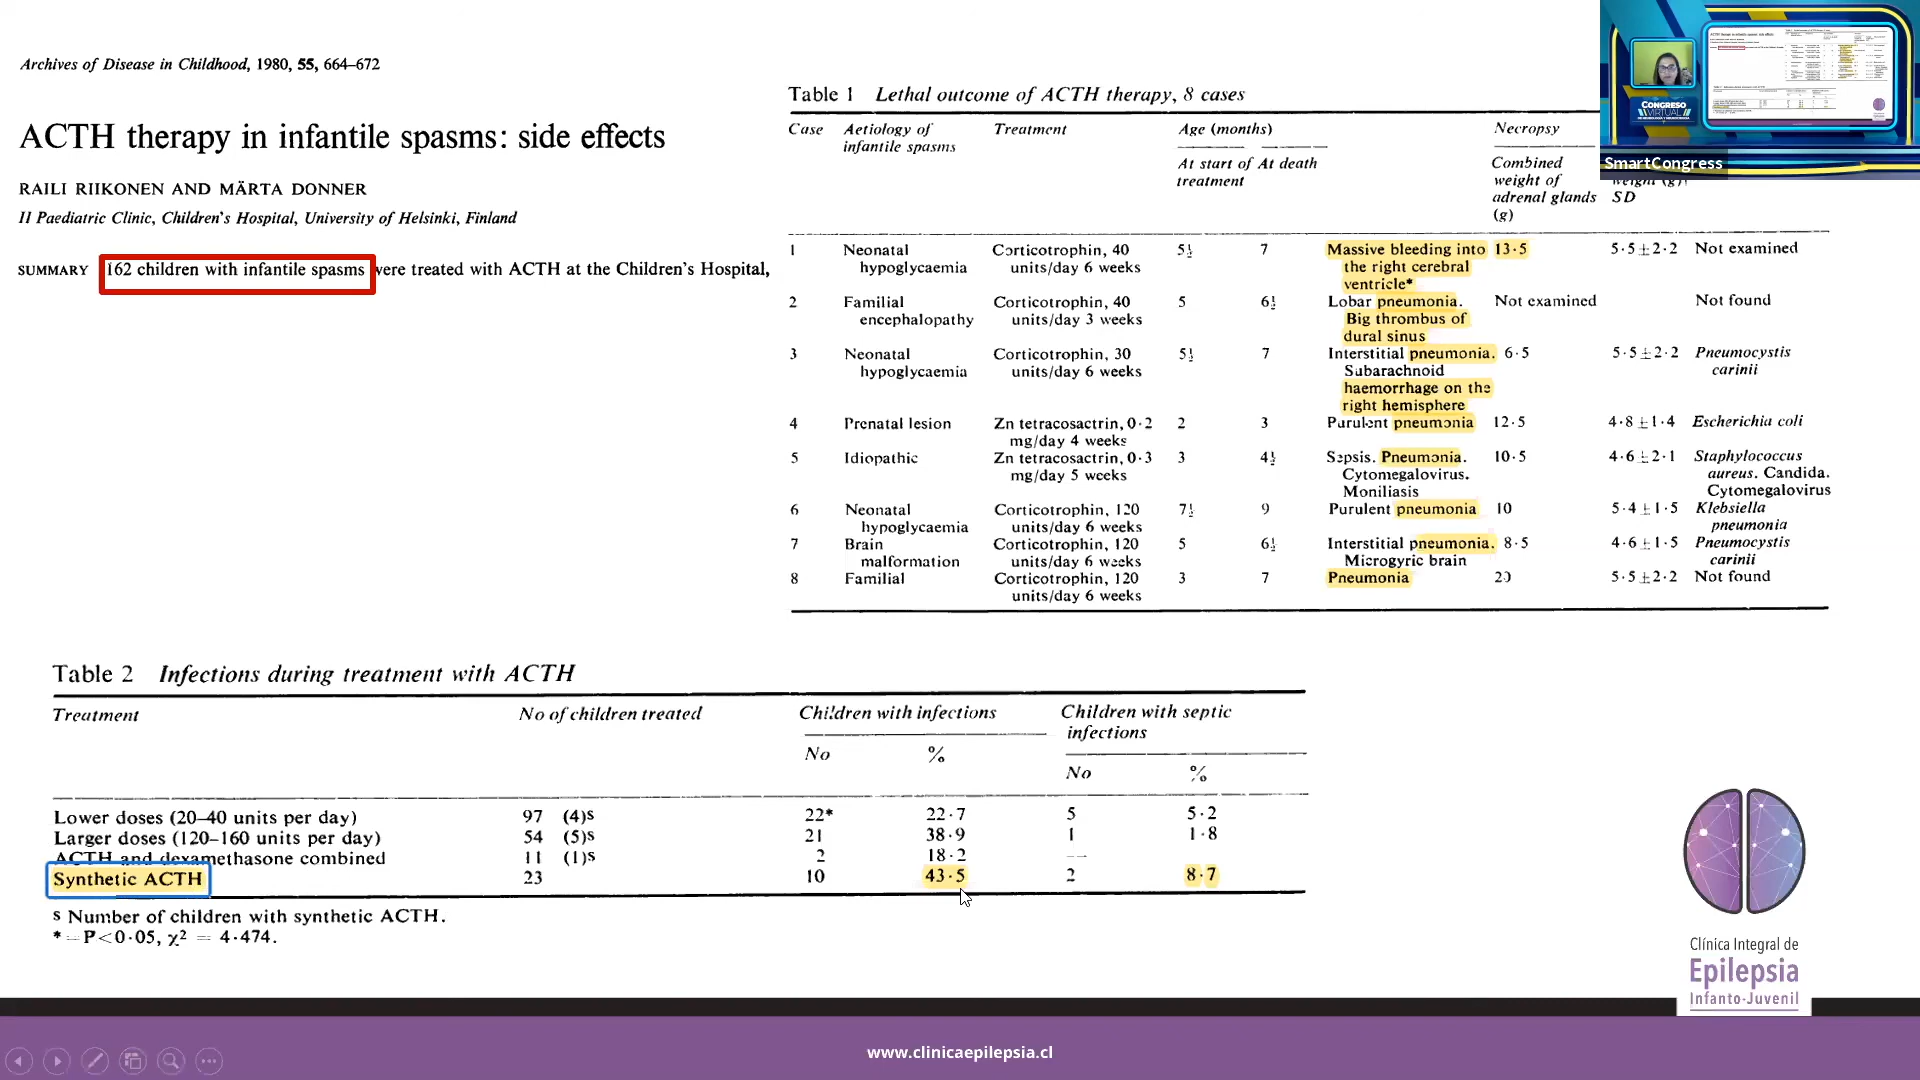 Archives of Disease in Childhood, 1980, 55, 664–672
ACTH therapy in infantile spasms: side effects
RAILI RIIKONEN AND MÄRTA DONNER
II Paediatric Clinic, Children's Hospital, University of Helsinki, Finland
SUMMARY 162 children with infantile spasms were treated with ACTH at the Children's Hospital,
Table 1 Lethal outcome of ACTH therapy, 8 cases
Case Aetiology of infantile spasms Treatment Age (months) Necropsy
At start of treatment At death Combined weight of adrenal glands (g) weight (g) SD
1 Neonatal hypoglycaemia Corticotrophin, 40 units/day 6 weeks 5½ 7 Massive bleeding into the right cerebral ventricle* 13·5 5·5±2·2 Not examined
2 Familial encephalopathy Corticotrophin, 40 units/day 3 weeks 5 6½ Lobar pneumonia. Big thrombus of dural sinus Not examined Not found
3 Neonatal hypoglycaemia Corticotrophin, 30 units/day 6 weeks 5½ 7 Interstitial pneumonia. Subarachnoid haemorrhage on the right hemisphere 6·5 5·5±2·2 Pneumocystis carinii
4 Prenatal lesion Zn tetracosactrin, 0·2 mg/day 4 weeks 2 3 Purulent pneumonia 12·5 4·8±1·4 Escherichia coli
5 Idiopathic Zn tetracosactrin, 0·3 mg/day 5 weeks 3 4½ Sepsis. Pneumonia. Cytomegalovirus. Moniliasis 10·5 4·6±2·1 Staphylococcus aureus. Candida. Cytomegalovirus
6 Neonatal hypoglycaemia Corticotrophin, 120 units/day 6 weeks 7½ 9 Purulent pneumonia 10 5·4±1·5 Klebsiella pneumonia
7 Brain malformation Corticotrophin, 120 units/day 6 weeks 5 6½ Interstitial pneumonia. Microgyric brain 8·5 4·6±1·5 Pneumocystis carinii
8 Familial Corticotrophin, 120 units/day 6 weeks 3 7 Pneumonia 20 5·5±2·2 Not found
Table 2 Infections during treatment with ACTH
Treatment No of children treated Children with infections Children with septic infections
No % No %
Lower doses (20–40 units per day) 97 (4)s 22* 22·7 5 5·2
Larger doses (120–160 units per day) 54 (5)s 21 38·9 1 1·8
ACTH and dexamethasone combined 11 (1)s 2 18·2 —
Synthetic ACTH 23 10 43·5 2 8·7
s Number of children with synthetic ACTH.
* = P<0·05, χ² = 4·474.
CONGRESO
VIRTUAL
SmartCongress
Clínica Integral de
Epilepsia
Infanto-Juvenil
www.clinicaepilepsia.cl